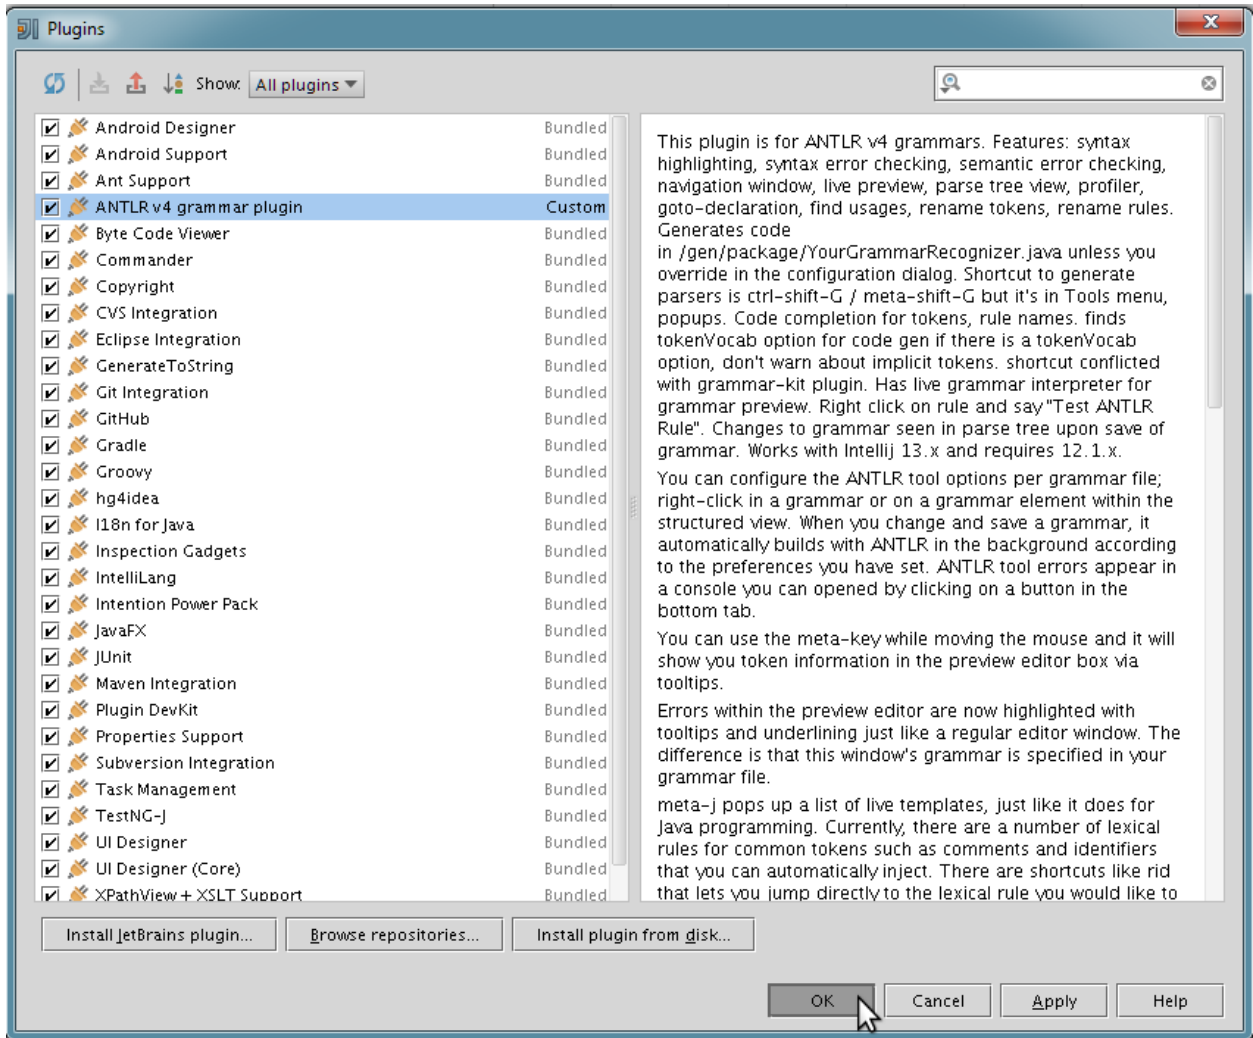 Plugins
Show: All plugins
Android Designer Bundled
Android Support Bundled
Ant Support Bundled
ANTLR v4 grammar plugin Custom
Byte Code Viewer Bundled
Commander Bundled
Copyright Bundled
CVS Integration Bundled
Eclipse Integration Bundled
GenerateToString Bundled
Git Integration Bundled
GitHub Bundled
Gradle Bundled
Groovy Bundled
hg4idea Bundled
I18n for Java Bundled
Inspection Gadgets Bundled
IntelliLang Bundled
Intention Power Pack Bundled
JavaFX Bundled
JUnit Bundled
Maven Integration Bundled
Plugin DevKit Bundled
Properties Support Bundled
Subversion Integration Bundled
Task Management Bundled
TestNG-J Bundled
UI Designer Bundled
UI Designer (Core) Bundled
XPathView + XSLT Support Bundled
This plugin is for ANTLR v4 grammars. Features: syntax
highlighting, syntax error checking, semantic error checking,
navigation window, live preview, parse tree view, profiler,
goto-declaration, find usages, rename tokens, rename rules.
Generates code
in /gen/package/YourGrammarRecognizer.java unless you
override in the configuration dialog. Shortcut to generate
parsers is ctrl-shift-G / meta-shift-G but it's in Tools menu,
popups. Code completion for tokens, rule names. finds
tokenVocab option for code gen if there is a tokenVocab
option, don't warn about implicit tokens. shortcut conflicted
with grammar-kit plugin. Has live grammar interpreter for
grammar preview. Right click on rule and say "Test ANTLR
Rule". Changes to grammar seen in parse tree upon save of
grammar. Works with Intellij 13.x and requires 12.1.x.
You can configure the ANTLR tool options per grammar file;
right-click in a grammar or on a grammar element within the
structured view. When you change and save a grammar, it
automatically builds with ANTLR in the background according
to the preferences you have set. ANTLR tool errors appear in
a console you can opened by clicking on a button in the
bottom tab.
You can use the meta-key while moving the mouse and it will
show you token information in the preview editor box via
tooltips.
Errors within the preview editor are now highlighted with
tooltips and underlining just like a regular editor window. The
difference is that this window's grammar is specified in your
grammar file.
meta-j pops up a list of live templates, just like it does for
Java programming. Currently, there are a number of lexical
rules for common tokens such as comments and identifiers
that you can automatically inject. There are shortcuts like rid
that lets you jump directly to the lexical rule you would like to
Install JetBrains plugin... Browse repositories... Install plugin from disk...
OK Cancel Apply Help